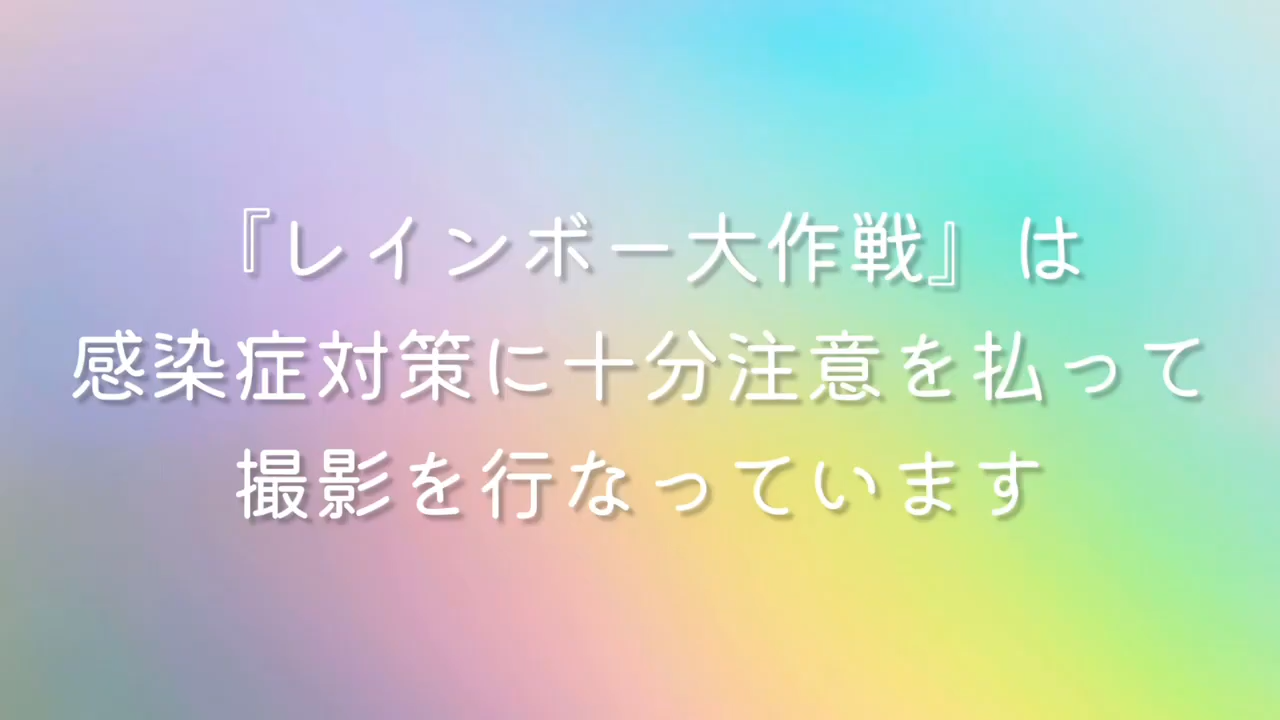 『レインボー大作戦』は
感染症対策に十分注意を払って
撮影を行なっています